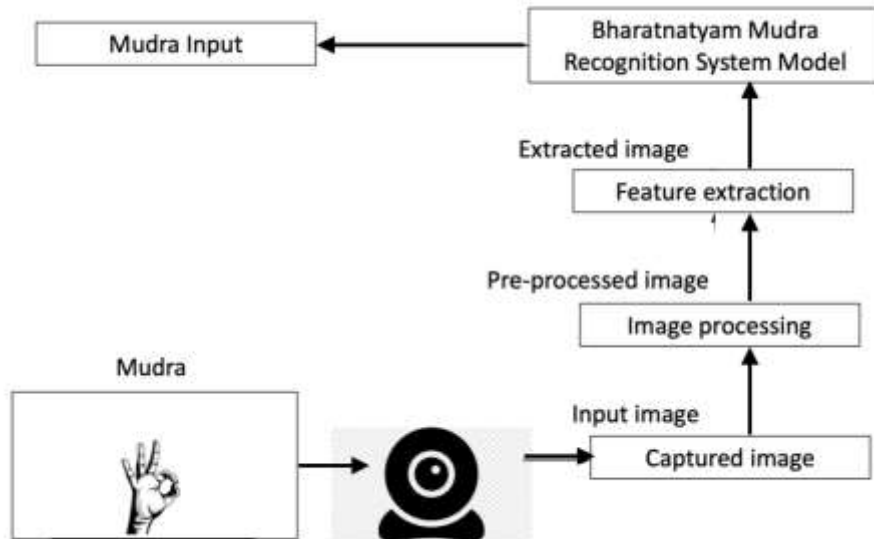 Mudra Input
Bharatnatyam Mudra
Recognition System Model
Extracted image
Feature extraction
Pre-processed image
Image processing
Mudra
Input image
Captured image